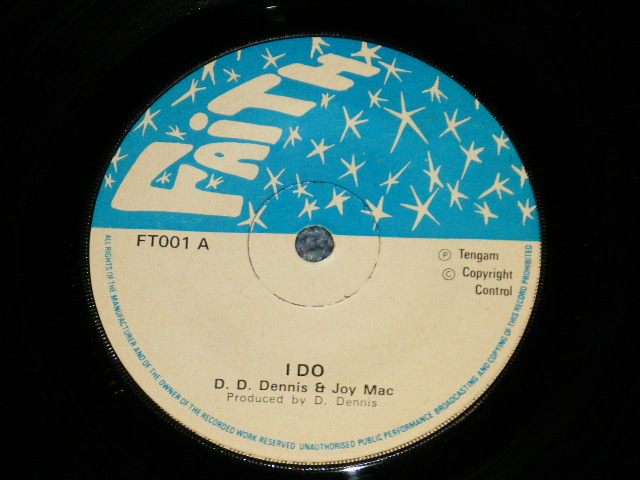 FAITH
FT001 A
Ⓟ Tengam
© Copyright
Control
I DO
D. D. Dennis & Joy Mac
Produced by D. Dennis
ALL RIGHTS OF THE MANUFACTURER AND OF THE OWNER OF THE RECORDED WORK RESERVED UNAUTHORISED PUBLIC PERFORMANCE BROADCASTING AND COPYING OF THIS RECORD PROHIBITED